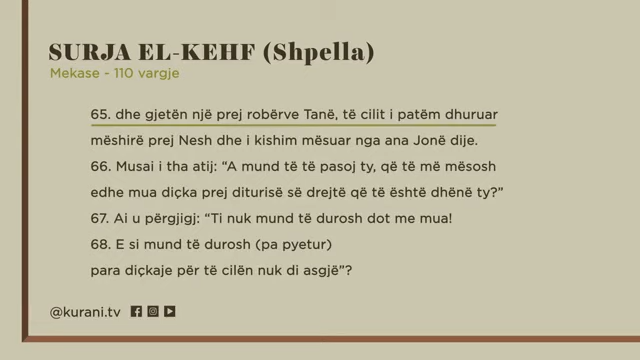 SURJA EL-KEHF (Shpella)
Mekase - 110 vargje
65. dhe gjetën një prej robërve Tanë, të cilit i patëm dhuruar
mëshirë prej Nesh dhe i kishim mësuar nga ana Jonë dije.
66. Musai i tha atij: “A mund të të pasoj ty, që të më mësosh
edhe mua diçka prej diturisë së drejtë që të është dhënë ty?”
67. Ai u përgjigj: “Ti nuk mund të durosh dot me mua!
68. E si mund të durosh (pa pyetur)
para diçkaje për të cilën nuk di asgjë”?
@kurani.tv